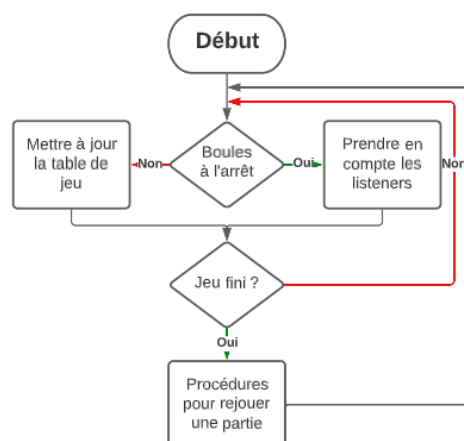 Début
Mettre à jour
la table de
jeu
Non
Boules
à l'arrêt
Oui
Prendre en
compte les
listeners
Non
Jeu fini ?
Oui
Procédures
pour rejouer
une partie